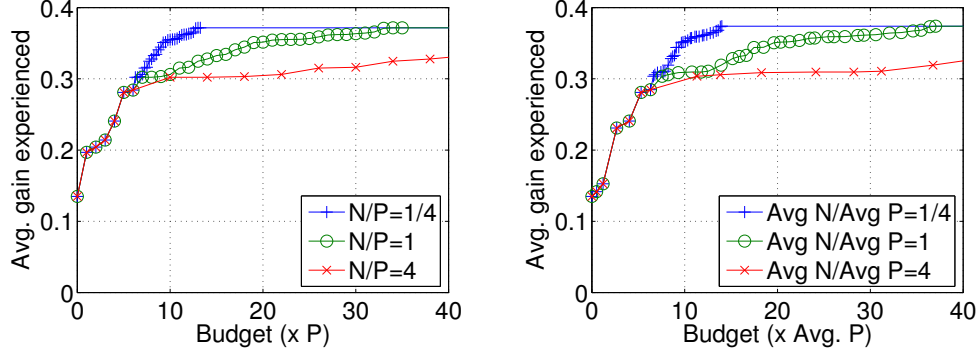 0.4
0.3
0.2
0.1
0
Avg. gain experienced
N/P=1/4
N/P=1
N/P=4
0 10 20 30 40
Budget (x P)
0.4
0.3
0.2
0.1
0
Avg. gain experienced
Avg N/Avg P=1/4
Avg N/Avg P=1
Avg N/Avg P=4
0 10 20 30 40
Budget (x Avg. P)